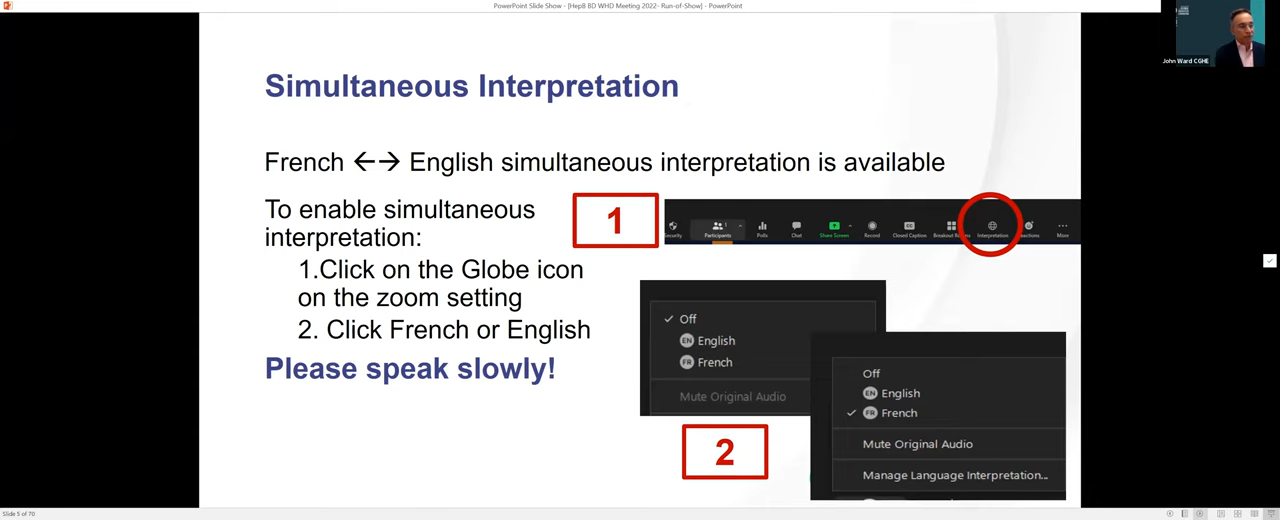 PowerPoint Slide Show - [HepB BD WHD Meeting 2022- Run-of-Show] - PowerPoint
John Ward CGHE
Simultaneous Interpretation
French ←→ English simultaneous interpretation is available
To enable simultaneous
interpretation:
1.Click on the Globe icon
on the zoom setting
2. Click French or English
Please speak slowly!
1
Security
Participants
1
Polls
Chat
Share Screen
Record
Closed Caption
Breakout
Interpretation
More
Off
EN English
FR French
Mute Original Audio
2
Off
EN English
FR French
Mute Original Audio
Manage Language Interpretation...
Slide 5 of 70